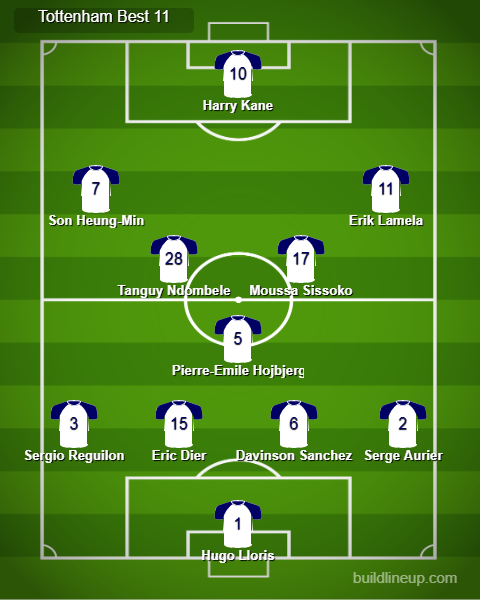 Tottenham Best 11
10
Harry Kane
7
Son Heung-Min
11
Erik Lamela
28
Tanguy Ndombele
17
Moussa Sissoko
5
Pierre-Emile Hojbjerg
3
Sergio Reguilon
15
Eric Dier
6
Davinson Sanchez
2
Serge Aurier
1
Hugo Lloris
buildlineup.com